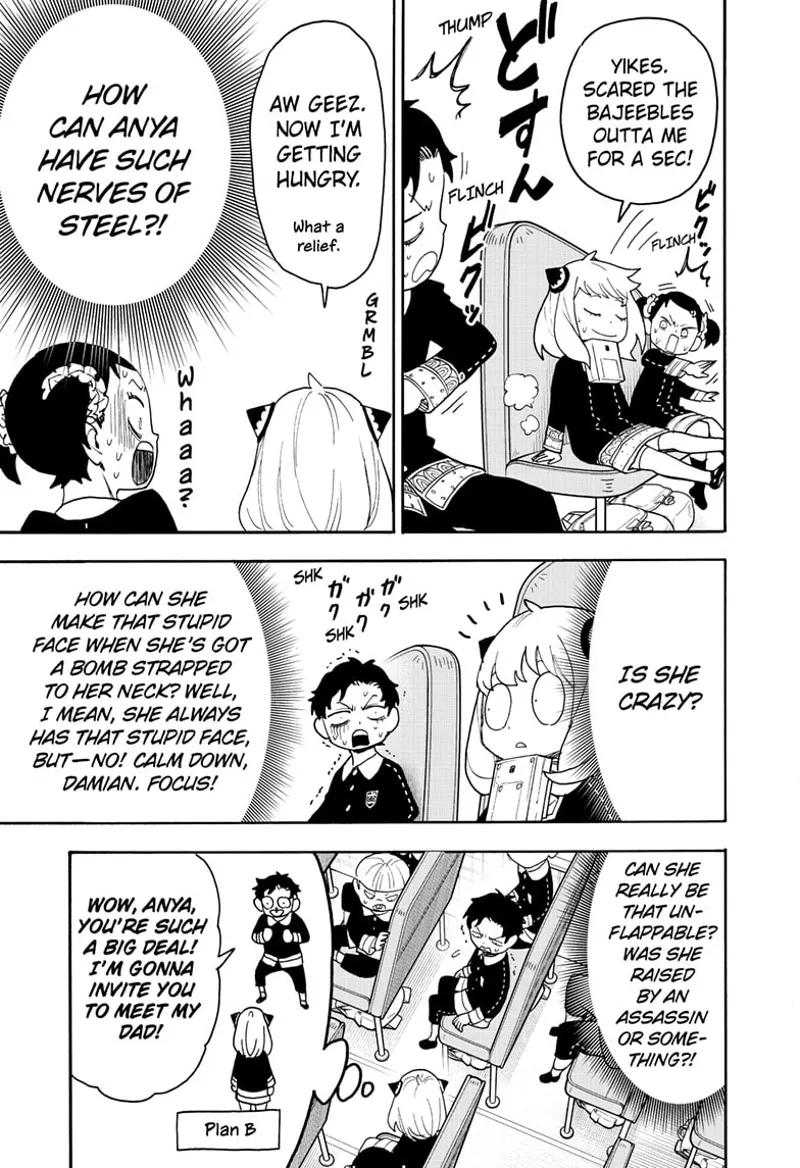 YIKES.
SCARED THE
BAJEEBLES
OUTTA ME
FOR A SEC!
THUMP
どすん
FLINCH
ビクッ
FLINCH
ビクッ
AW GEEZ.
NOW I'M
GETTING
HUNGRY.
What a
relief.
GRMBL
HOW
CAN ANYA
HAVE SUCH
NERVES OF
STEEL?!
Whaaa?
IS SHE
CRAZY?
SHK
ガク
SHK
ガク
ガク
SHK
HOW CAN SHE
MAKE THAT STUPID
FACE WHEN SHE'S GOT
A BOMB STRAPPED
TO HER NECK? WELL,
I MEAN, SHE ALWAYS
HAS THAT STUPID FACE,
BUT—NO! CALM DOWN,
DAMIAN. FOCUS!
CAN SHE
REALLY BE
THAT UN-
FLAPPABLE?
WAS SHE
RAISED
BY AN
ASSASSIN
OR SOME-
THING?!
WOW, ANYA,
YOU'RE SUCH
A BIG DEAL!
I'M GONNA
INVITE YOU
TO MEET MY
DAD!
Plan B